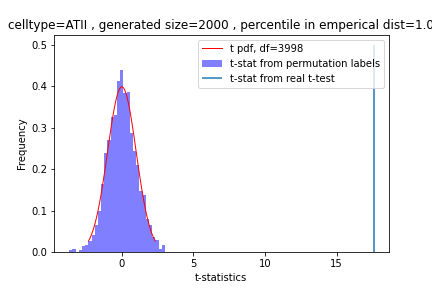 celltype=ATII , generated size=2000 , percentile in emperical dist=1.0
0.5
0.4
0.3
0.2
0.1
0.0
Frequency
t pdf, df=3998
t-stat from permutation labels
t-stat from real t-test
0
5
10
15
t-statistics